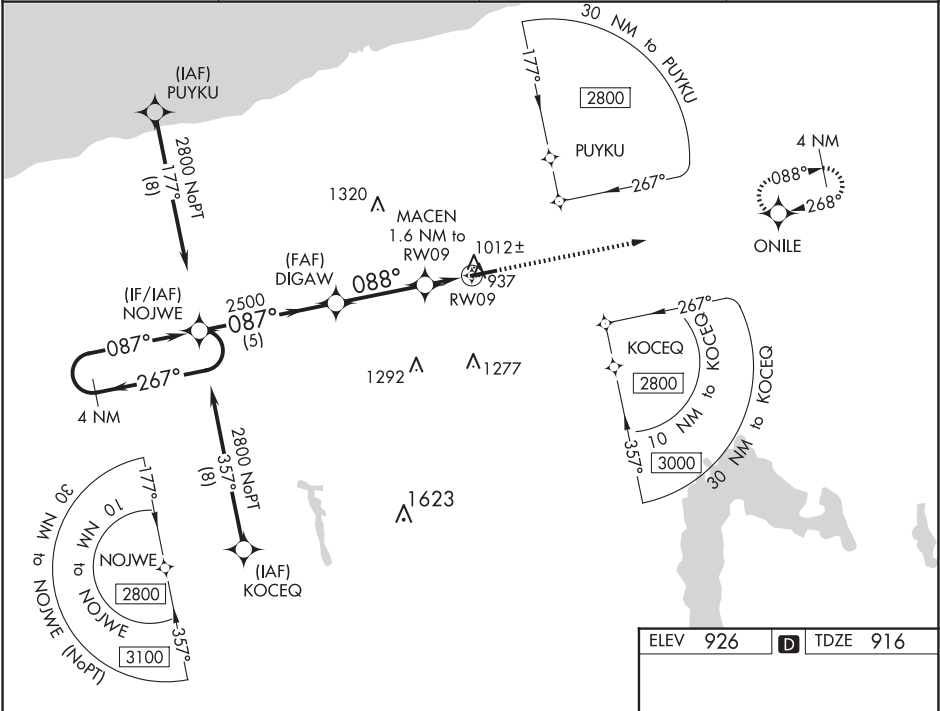 30 NM to PUYKU
177°
2800
PUYKU
267°
(IAF)
PUYKU
2800 NoPT
177°
(8)
4 NM
088°
268°
ONILE
1320
MACEN
1.6 NM to
RW09
1012±
937
RW09
(FAF)
DIGAW
088°
(IF/IAF)
NOJWE
2500
087°
(5)
087°
267°
4 NM
1292
1277
267°
KOCEQ
2800
10 NM to KOCEQ
357°
3000
30 NM to KOCEQ
2800 NoPT
357°
(8)
(IAF)
KOCEQ
1623
177°
NOJWE
2800
10 NM to NOJWE
357°
3100
30 NM to NOJWE (NoPT)
ELEV 926 D TDZE 916